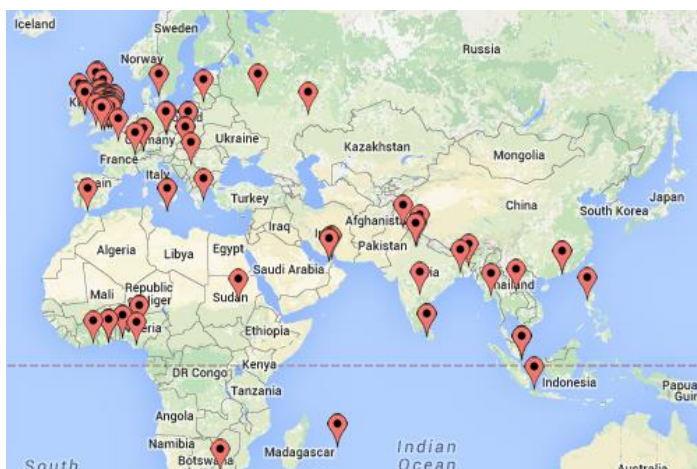 Iceland
Sweden
Norway
Russia
Ukraine
Kazakhstan
Mongolia
France
Italy
Turkey
China
Japan
South Korea
Afghanistan
Iraq
Pakistan
Algeria
Libya
Egypt
Saudi Arabia
Mali
Sudan
Ethiopia
Kenya
DR Congo
Tanzania
Indonesia
Angola
Namibia
Botswana
Madagascar
Indian
Ocean
South
Australia